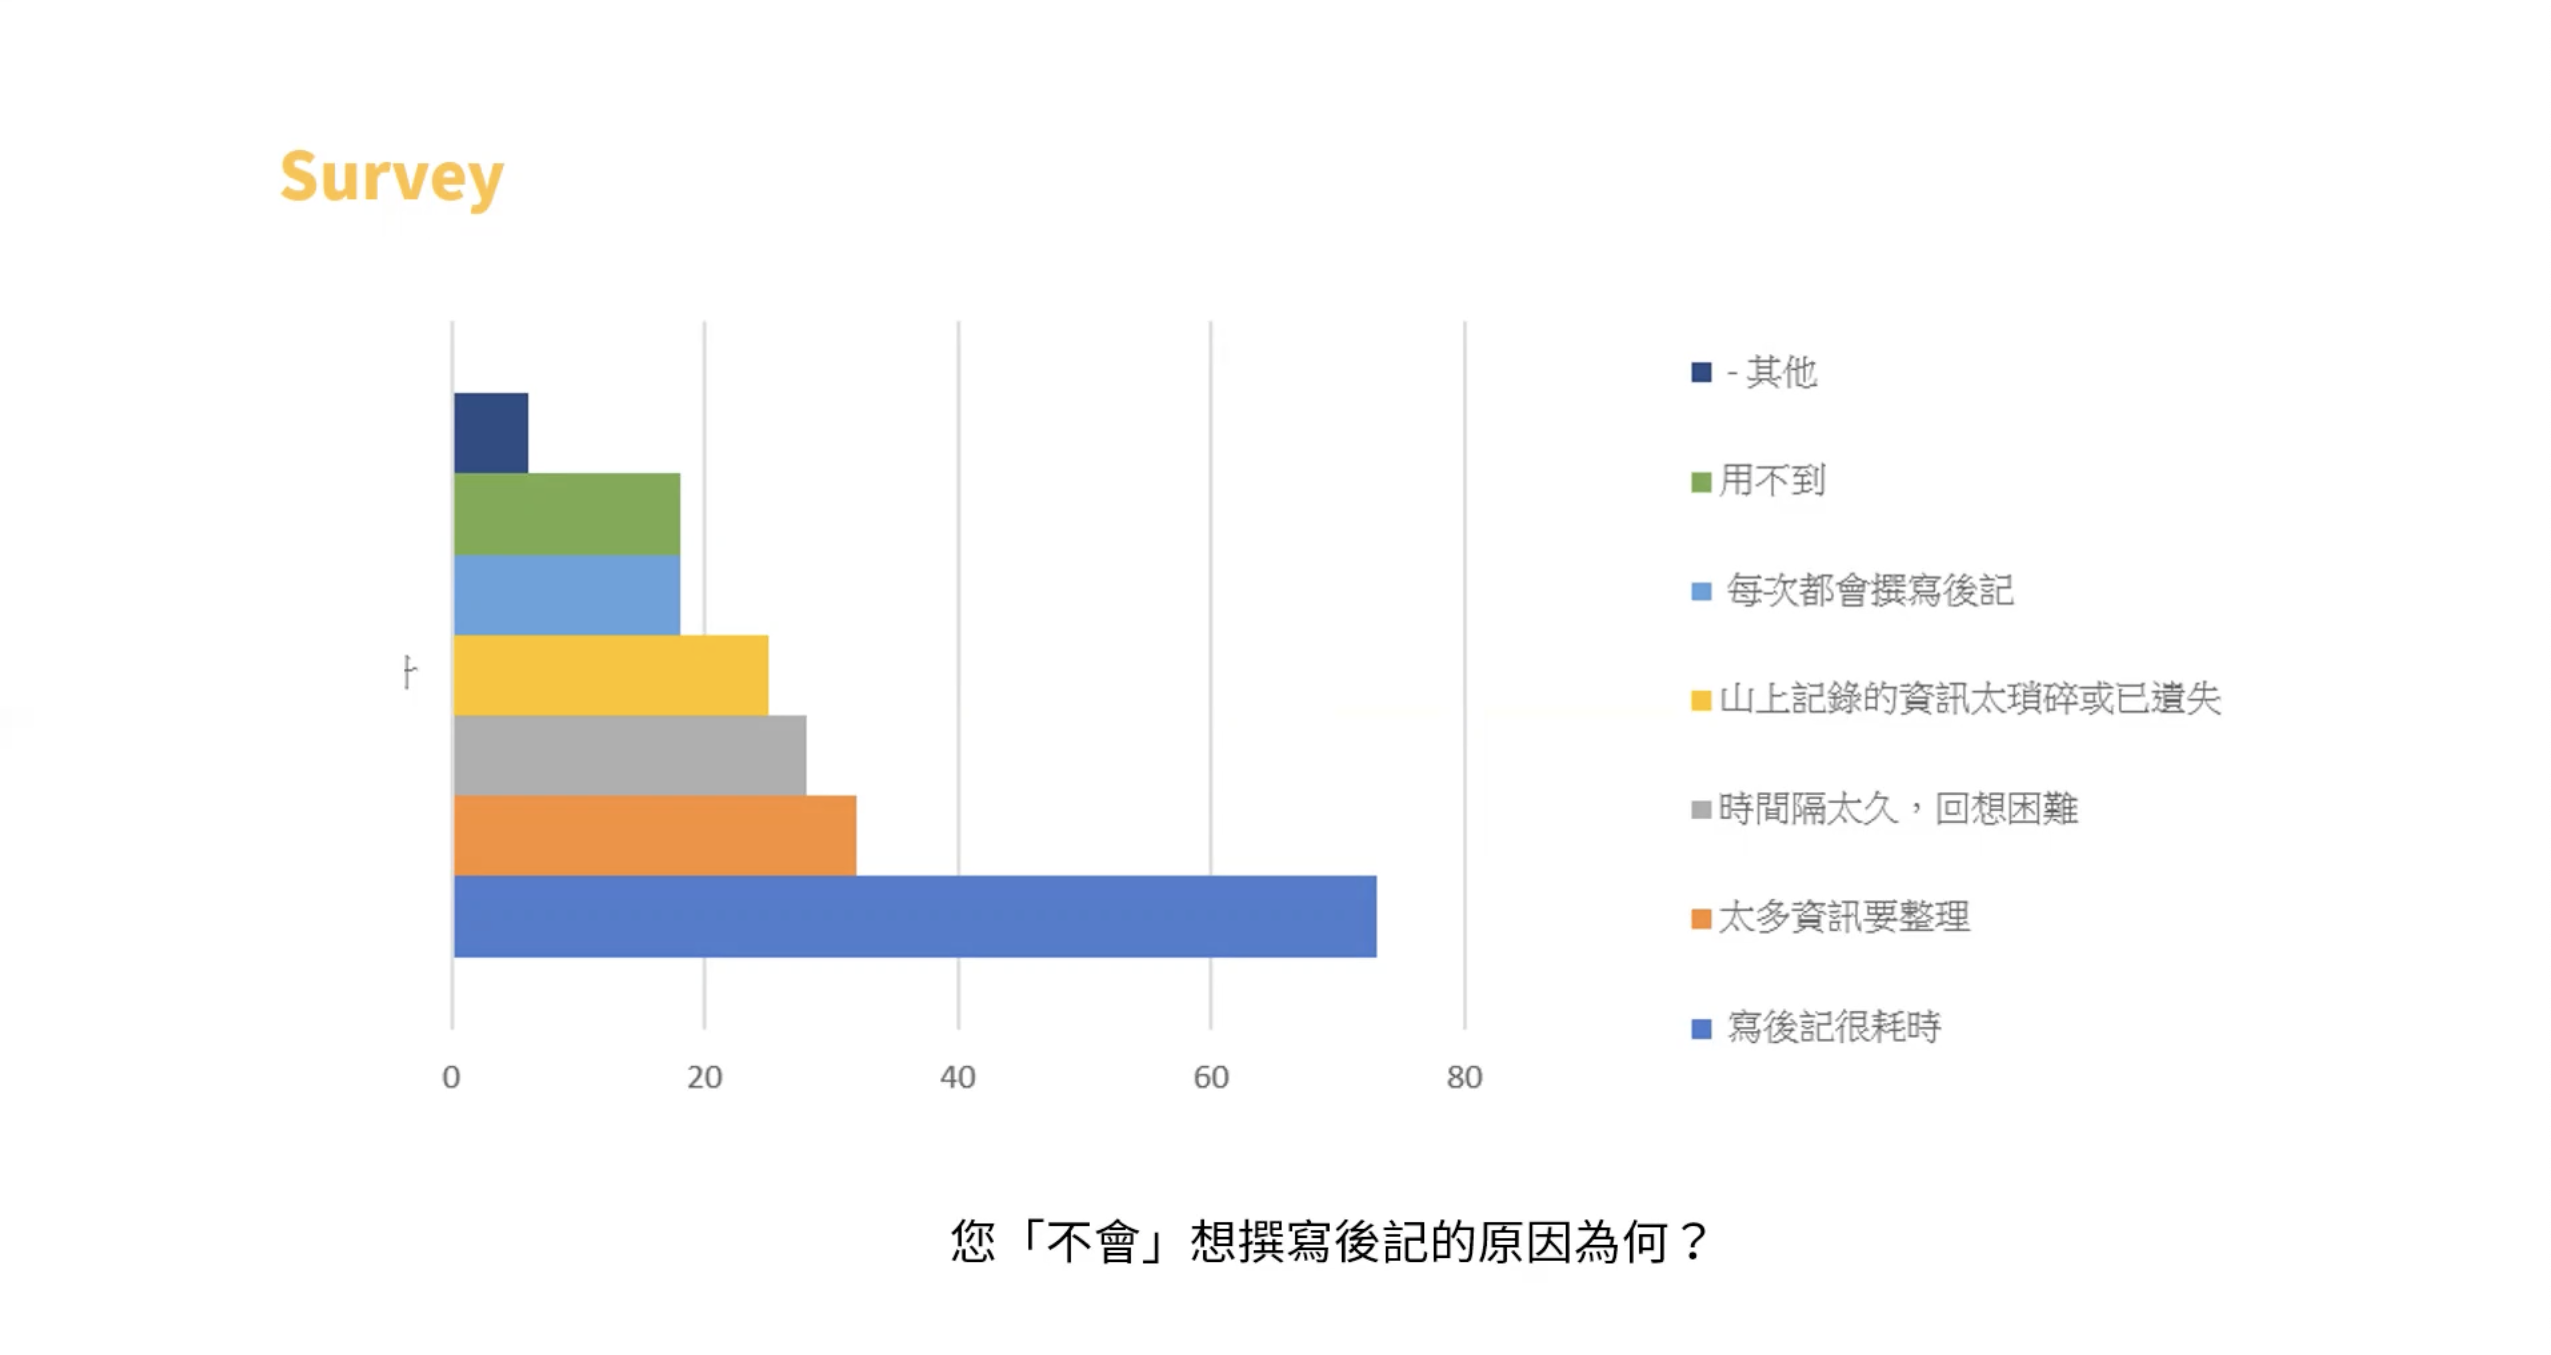 Survey
- 其他
用不到
每次都會撰寫後記
山上記錄的資訊太瑣碎或已遺失
時間隔太久，回想困難
太多資訊要整理
寫後記很耗時
0 20 40 60 80
您「不會」想撰寫後記的原因為何？